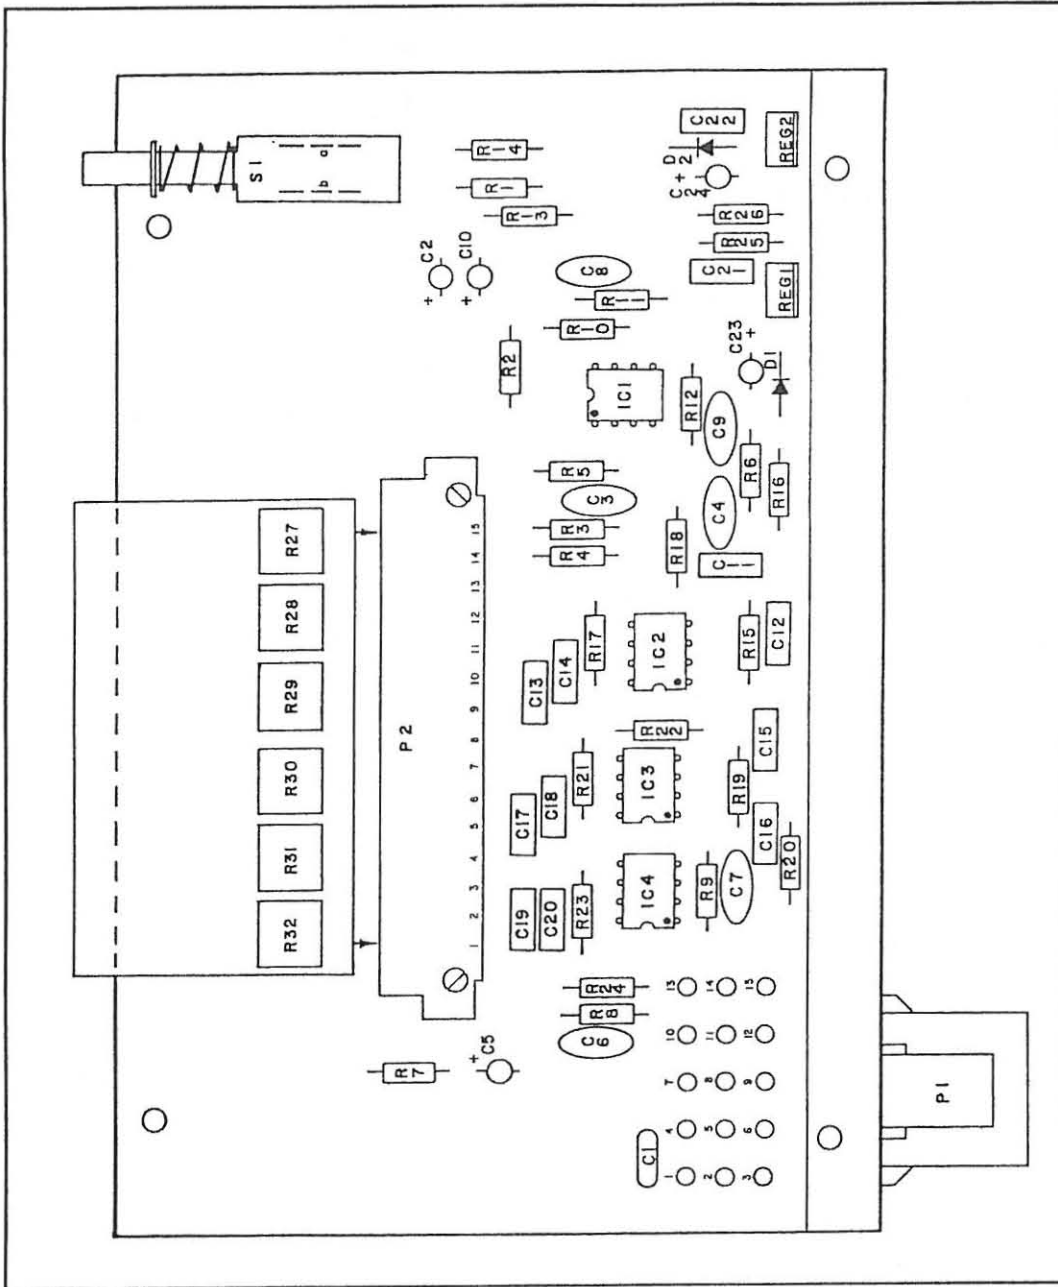 S1
a
b
R14
R1
R13
C22
D2
+
C24
REG2
R26
R25
C21
REG1
C2
+
C10
+
C8
R11
R10
R2
IC1
R12
C9
C23
+
D1
R6
R16
R5
C3
R3
R4
R18
C4
C11
R27
R28
R29
R30
R31
R32
P2
15
14
13
12
11
10
9
8
7
6
5
4
3
2
1
C13
C14
R17
IC2
R15
C12
R22
C15
C17
C18
R21
IC3
R19
C16
R20
C19
C20
R23
IC4
R9
C7
R24
R8
C6
R7
+
C5
13
14
15
10
11
12
7
8
9
4
5
6
1
2
3
C1
P1